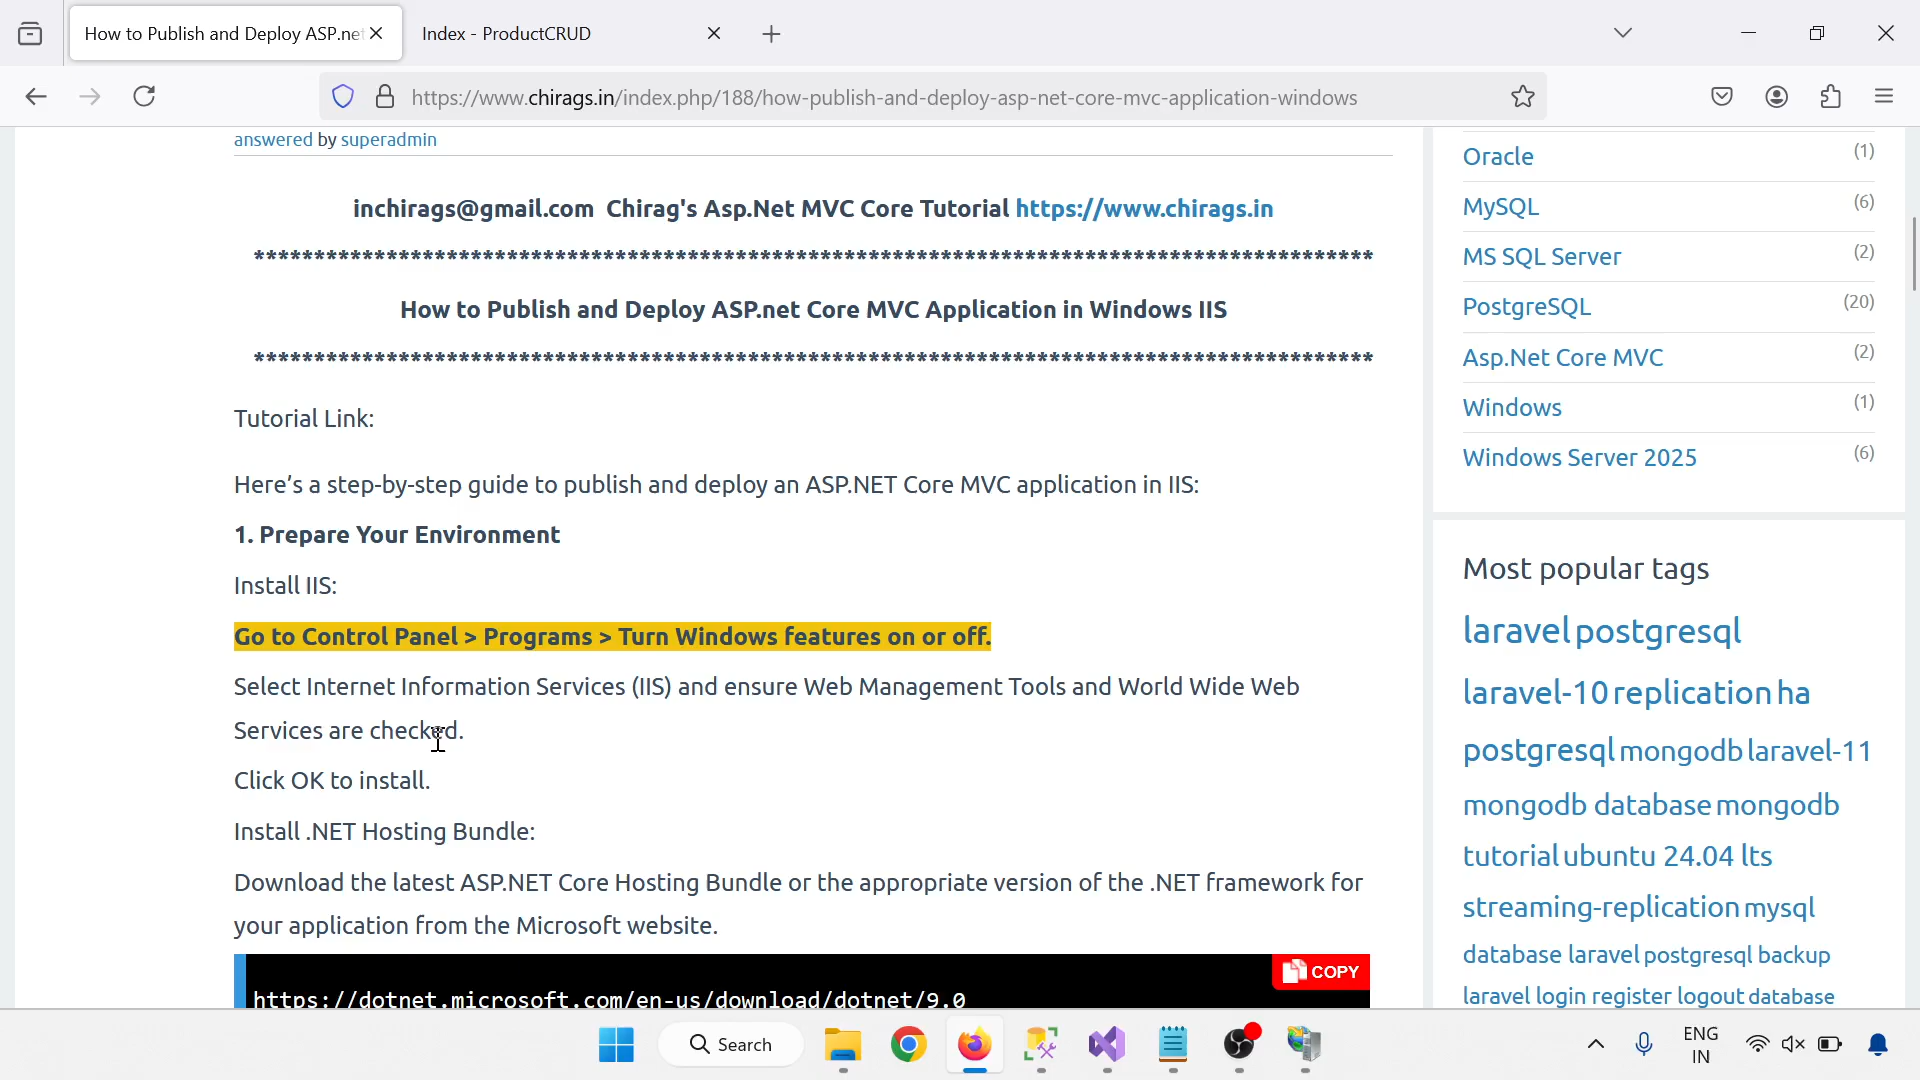 How to Publish and Deploy ASP.net
Index - ProductCRUD
https://www.chirags.in/index.php/188/how-publish-and-deploy-asp-net-core-mvc-application-windows
answered by superadmin
inchirags@gmail.com Chirag's Asp.Net MVC Core Tutorial https://www.chirags.in
********************************************************************************************
How to Publish and Deploy ASP.net Core MVC Application in Windows IIS
********************************************************************************************
Tutorial Link:
Here’s a step-by-step guide to publish and deploy an ASP.NET Core MVC application in IIS:
1. Prepare Your Environment
Install IIS:
Go to Control Panel > Programs > Turn Windows features on or off.
Select Internet Information Services (IIS) and ensure Web Management Tools and World Wide Web
Services are checked.
Click OK to install.
Install .NET Hosting Bundle:
Download the latest ASP.NET Core Hosting Bundle or the appropriate version of the .NET framework for
your application from the Microsoft website.
COPY
https://dotnet.microsoft.com/en-us/download/dotnet/9.0
Oracle (1)
MySQL (6)
MS SQL Server (2)
PostgreSQL (20)
Asp.Net Core MVC (2)
Windows (1)
Windows Server 2025 (6)
Most popular tags
laravel postgresql
laravel-10 replication ha
postgresql mongodb laravel-11
mongodb database mongodb
tutorial ubuntu 24.04 lts
streaming-replication mysql
database laravel postgresql backup
laravel login register logout database
Search
ENG
IN